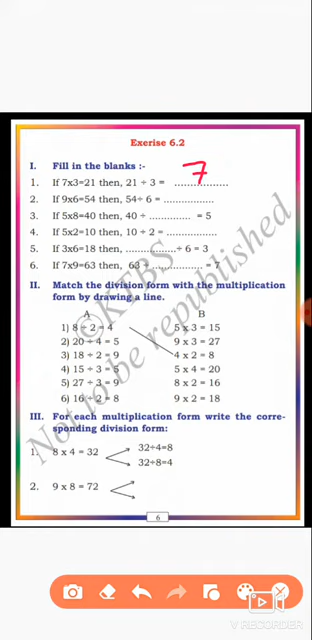 Exercise 6.2
I. Fill in the blanks :-
1. If 7x3=21 then, 21 ÷ 3 = ..................
7
2. If 9x6=54 then, 54÷ 6 = .................
3. If 5x8=40 then, 40 ÷ .............. = 5
4. If 5x2=10 then, 10 ÷ 2 = .................
5. If 3x6=18 then, ................. ÷ 6 = 3
6. If 7x9=63 then, 63 ÷ ................. = 7
II. Match the division form with the multiplication
form by drawing a line.
A B
1) 8 ÷ 2 = 4 5 x 3 = 15
2) 20 ÷ 4 = 5 9 x 3 = 27
3) 18 ÷ 2 = 9 4 x 2 = 8
4) 15 ÷ 3 = 5 5 x 4 = 20
5) 27 ÷ 3 = 9 8 x 2 = 16
6) 16 ÷ 2 = 8 9 x 2 = 18
III. For each multiplication form write the corre-
sponding division form:
1. 8 x 4 = 32
32÷4=8
32÷8=4
2. 9 x 8 = 72
6
©KTBS
Not to be republished
V RECORDER